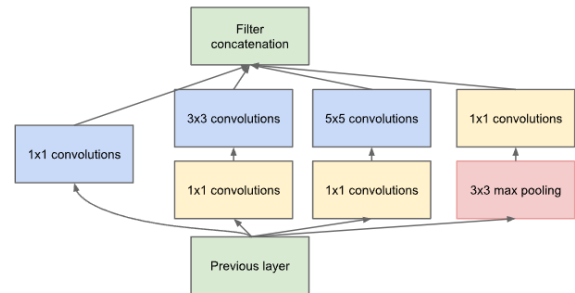 Filter
concatenation
3x3 convolutions
5x5 convolutions
1x1 convolutions
1x1 convolutions
1x1 convolutions
1x1 convolutions
3x3 max pooling
Previous layer